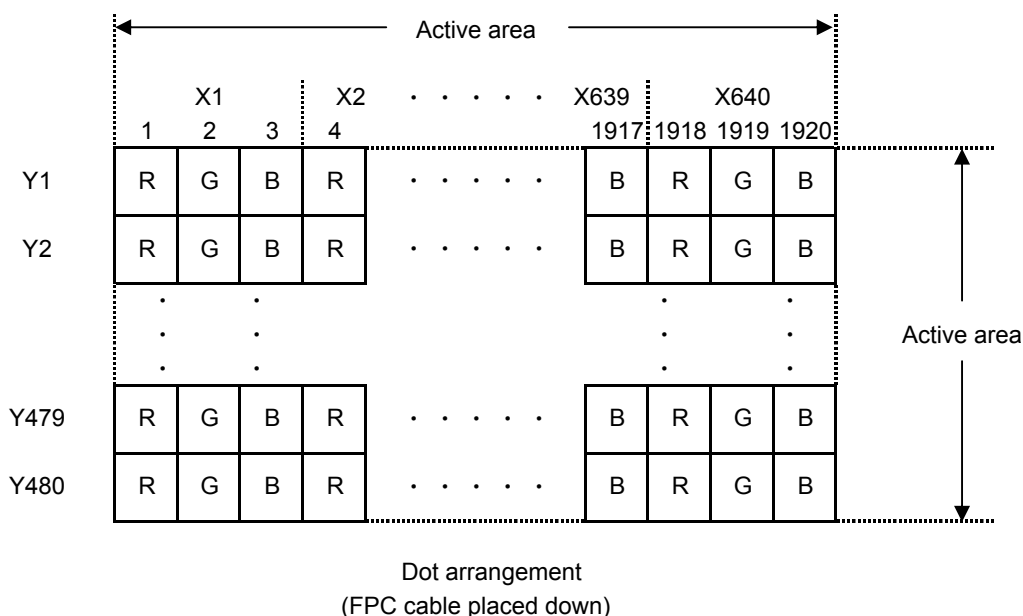 Active area
X1 X2 · · · · · X639 X640
1 2 3 4 1917 1918 1919 1920
Y1 R G B R · · · · · B R G B
Y2 R G B R · · · · · B R G B
· · · ·
· · · ·
· · · ·
Active area
Y479 R G B R · · · · · B R G B
Y480 R G B R · · · · · B R G B
Dot arrangement
(FPC cable placed down)